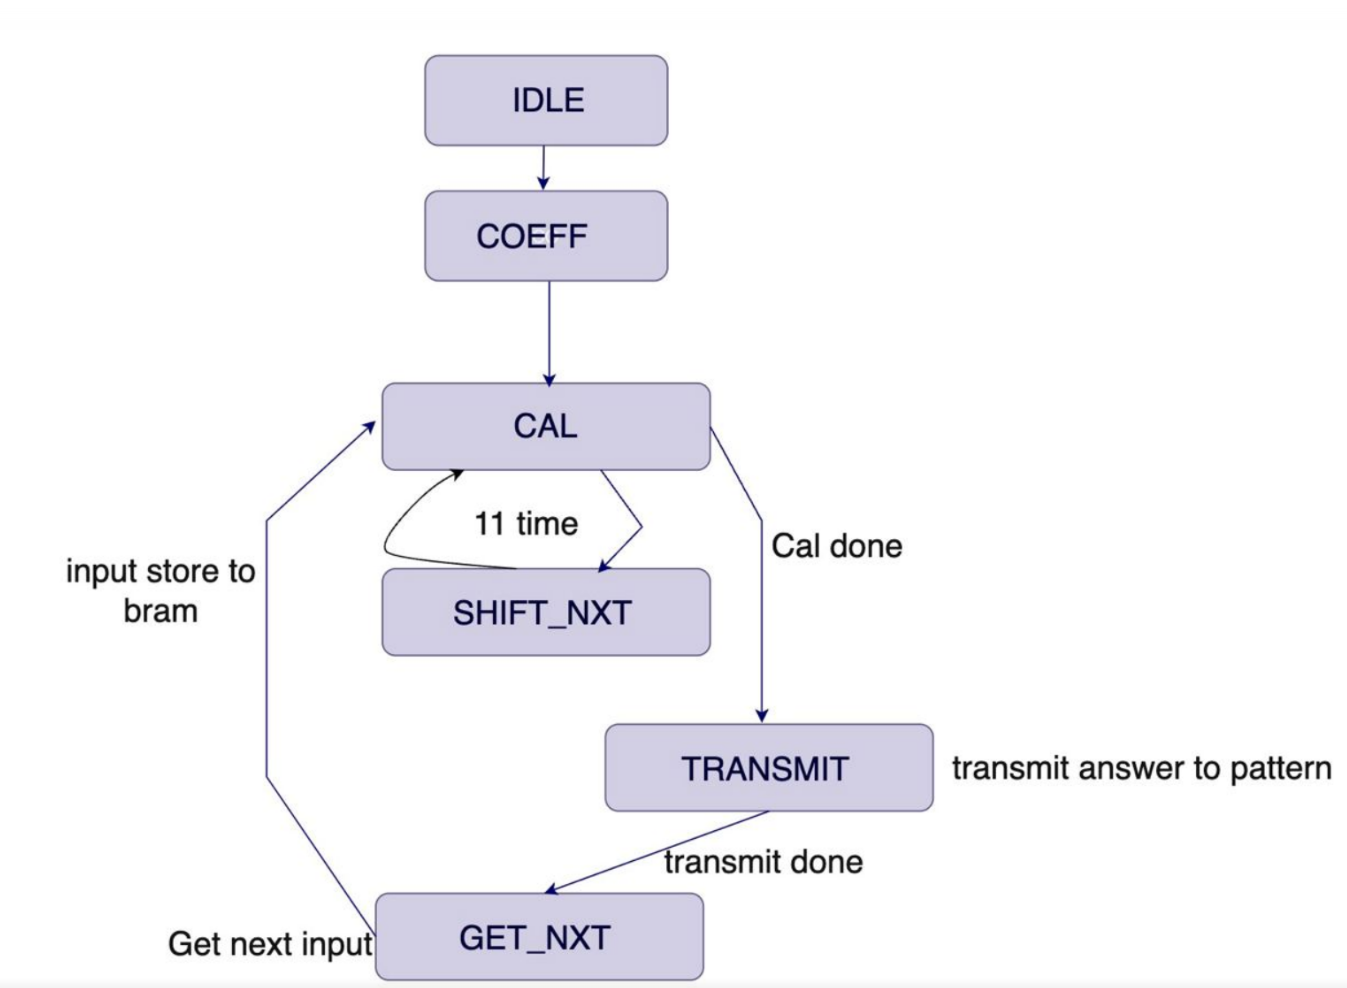 IDLE
COEFF
CAL
11 time
Cal done
input store to
bram
SHIFT_NXT
TRANSMIT
transmit answer to pattern
transmit done
Get next input
GET_NXT